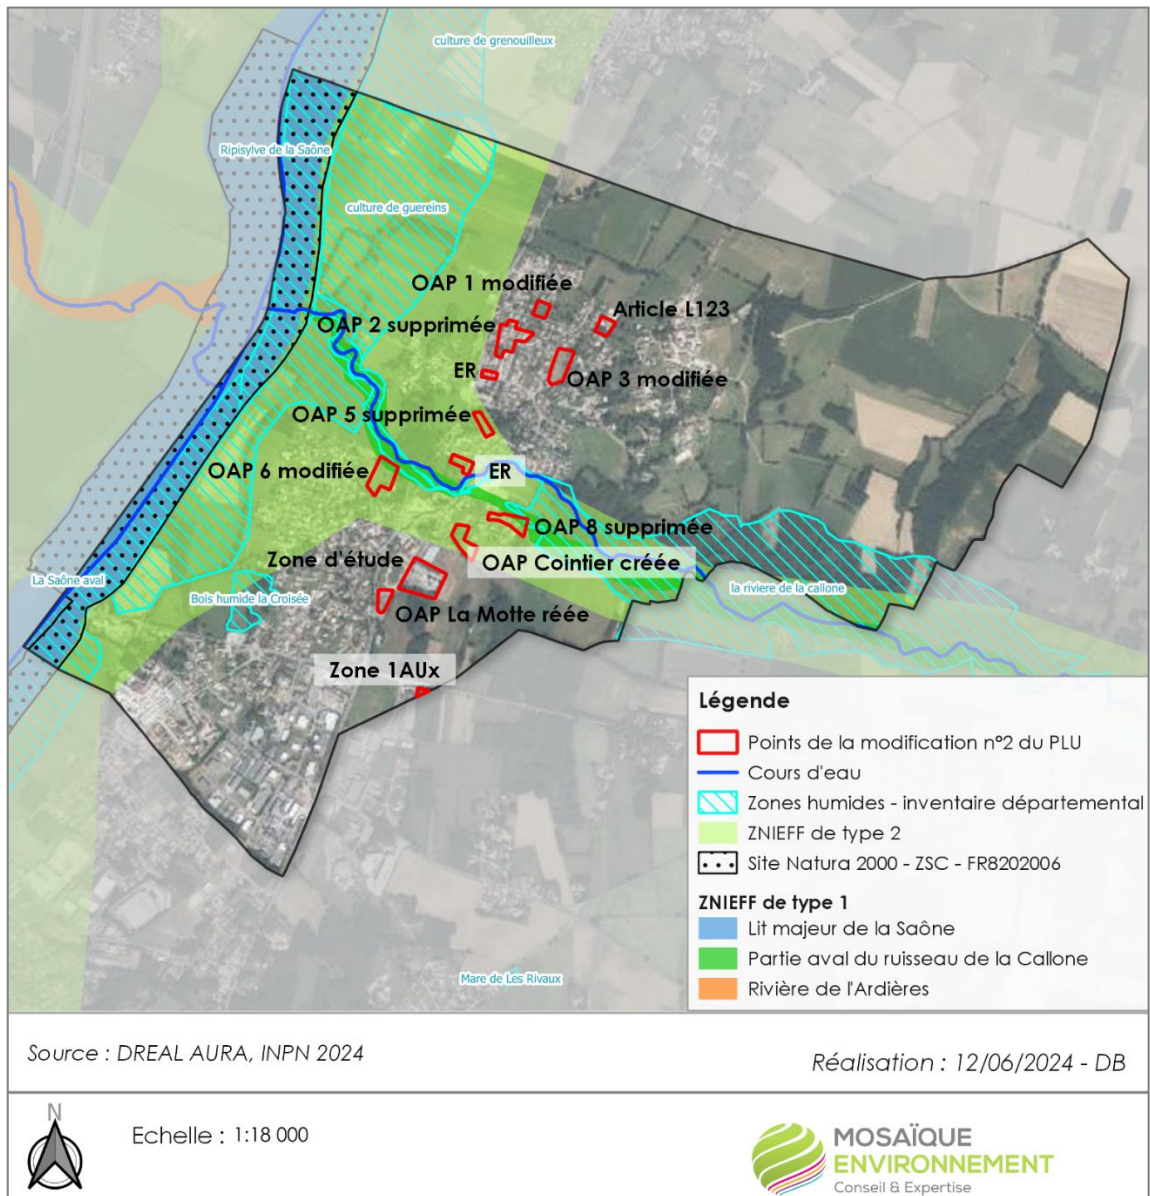 culture de grenouilleux
Ripisylve de la Saône
culture de guereins
OAP 1 modifiée
Article L123
OAP 2 supprimée
ER
OAP 3 modifiée
OAP 5 supprimée
OAP 6 modifiée
ER
OAP 8 supprimée
Zone d'étude
OAP Cointier créée
La Saône aval
Bois humide la Croisée
la riviere de la callone
OAP La Motte réée
Zone 1AUx
Mare de Les Rivaux
Légende
Points de la modification n°2 du PLU
Cours d'eau
Zones humides - inventaire départemental
ZNIEFF de type 2
Site Natura 2000 - ZSC - FR8202006
ZNIEFF de type 1
Lit majeur de la Saône
Partie aval du ruisseau de la Callone
Rivière de l'Ardières
Source : DREAL AURA, INPN 2024
Réalisation : 12/06/2024 - DB
N
Echelle : 1:18 000
MOSAÏQUE
ENVIRONNEMENT
Conseil & Expertise